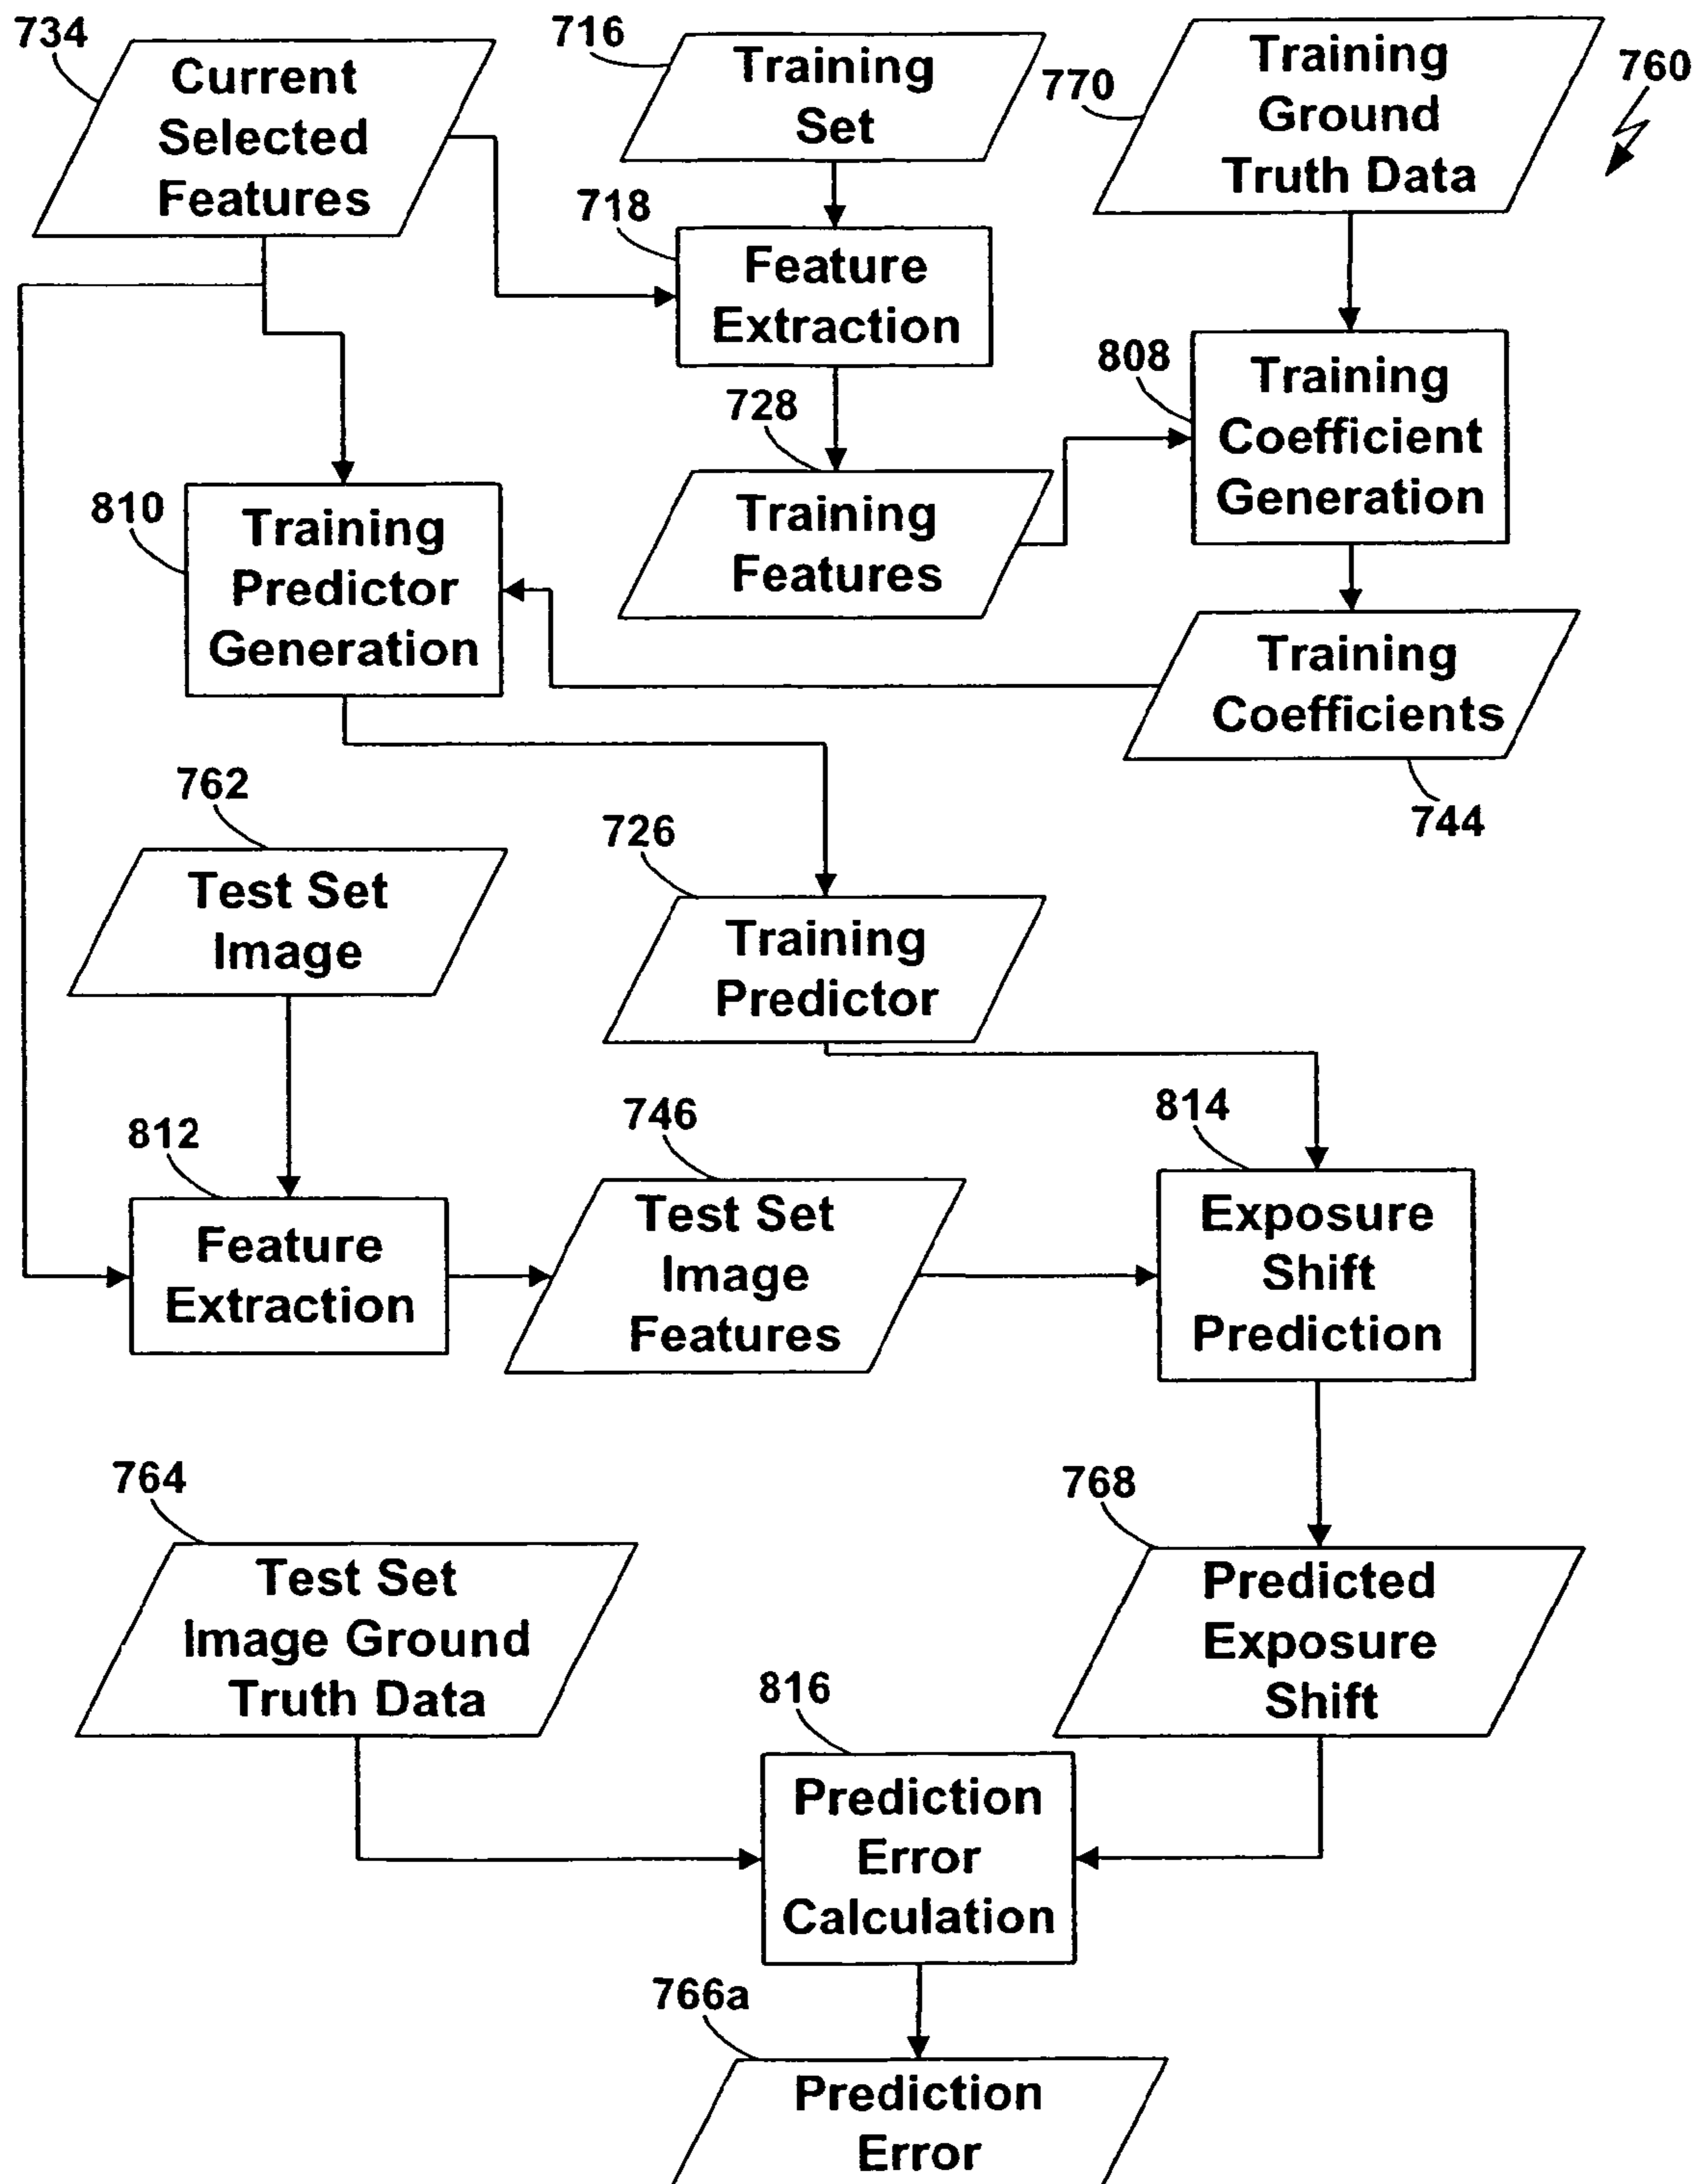 734
Current
Selected
Features
716
Training
Set
770
Training
Ground
Truth Data
760
718
Feature
Extraction
808
Training
Coefficient
Generation
728
Training
Features
810
Training
Predictor
Generation
Training
Coefficients
744
762
Test Set
Image
726
Training
Predictor
812
Feature
Extraction
746
Test Set
Image
Features
814
Exposure
Shift
Prediction
764
Test Set
Image Ground
Truth Data
768
Predicted
Exposure
Shift
816
Prediction
Error
Calculation
766a
Prediction
Error